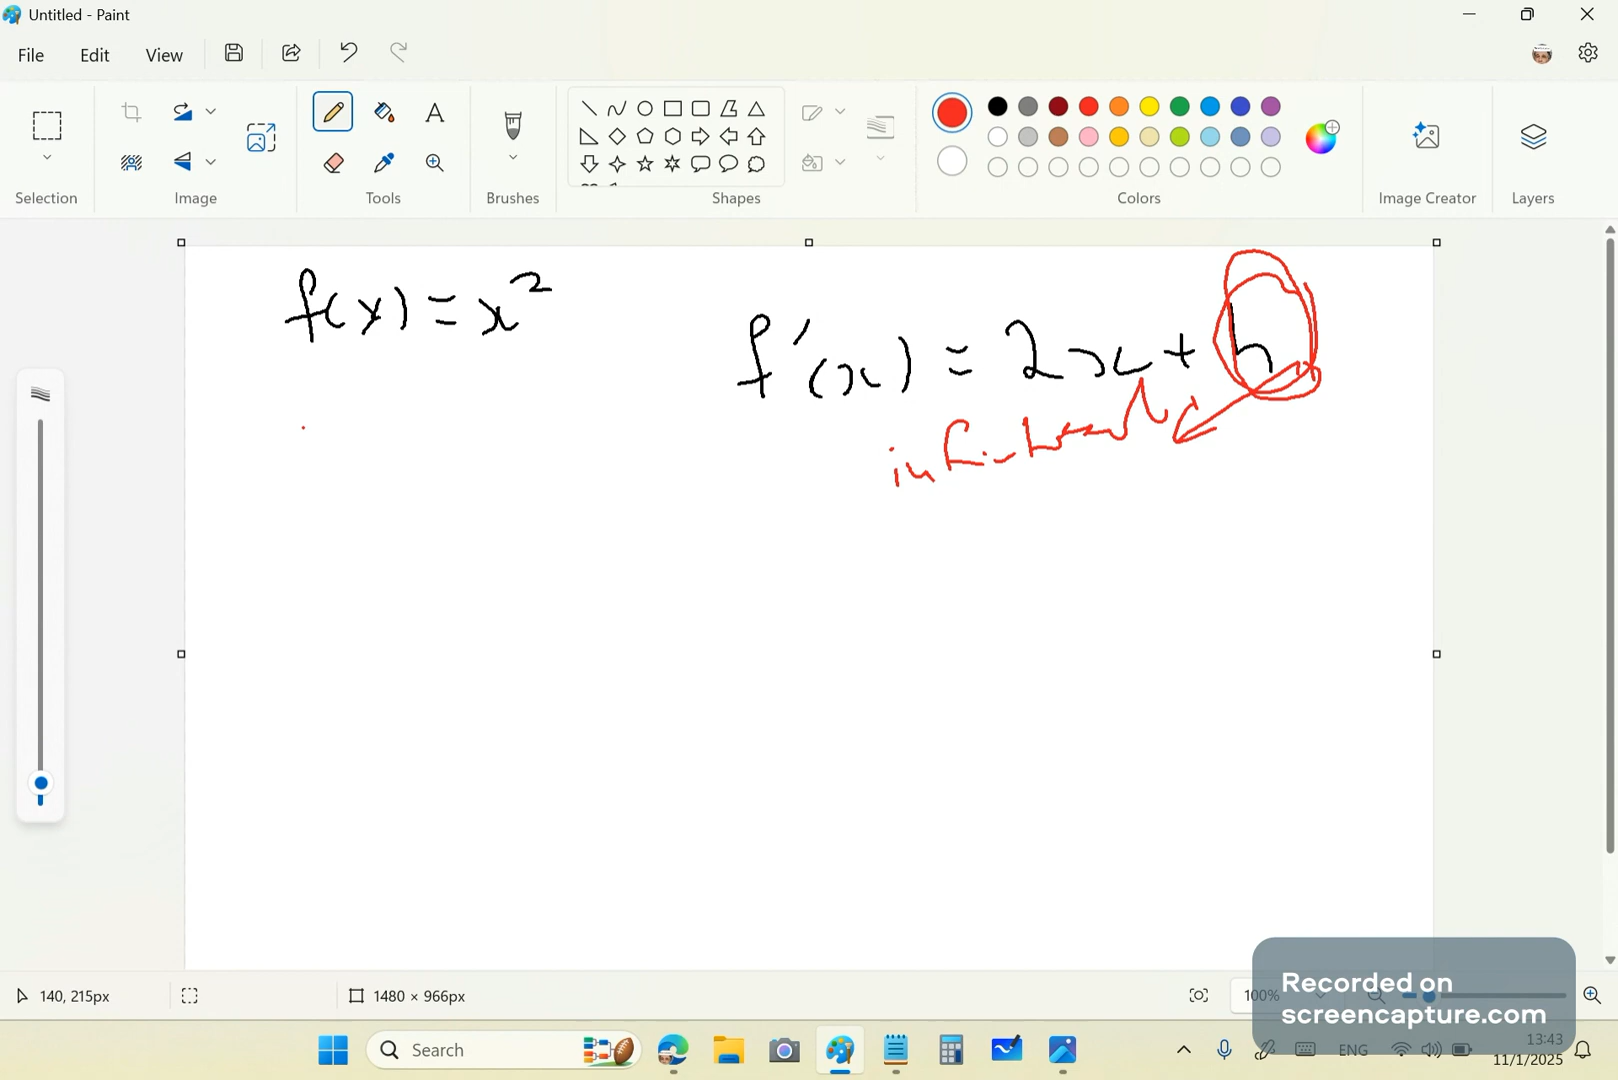 Untitled - Paint
File Edit View
Selection Image Tools Brushes Shapes Colors Image Creator Layers
f(x) = x²
f'(x) = 2x + h
140, 215px 1480 × 966px 100%
Recorded on
screencapture.com
Search ENG 13:43
11/1/2025